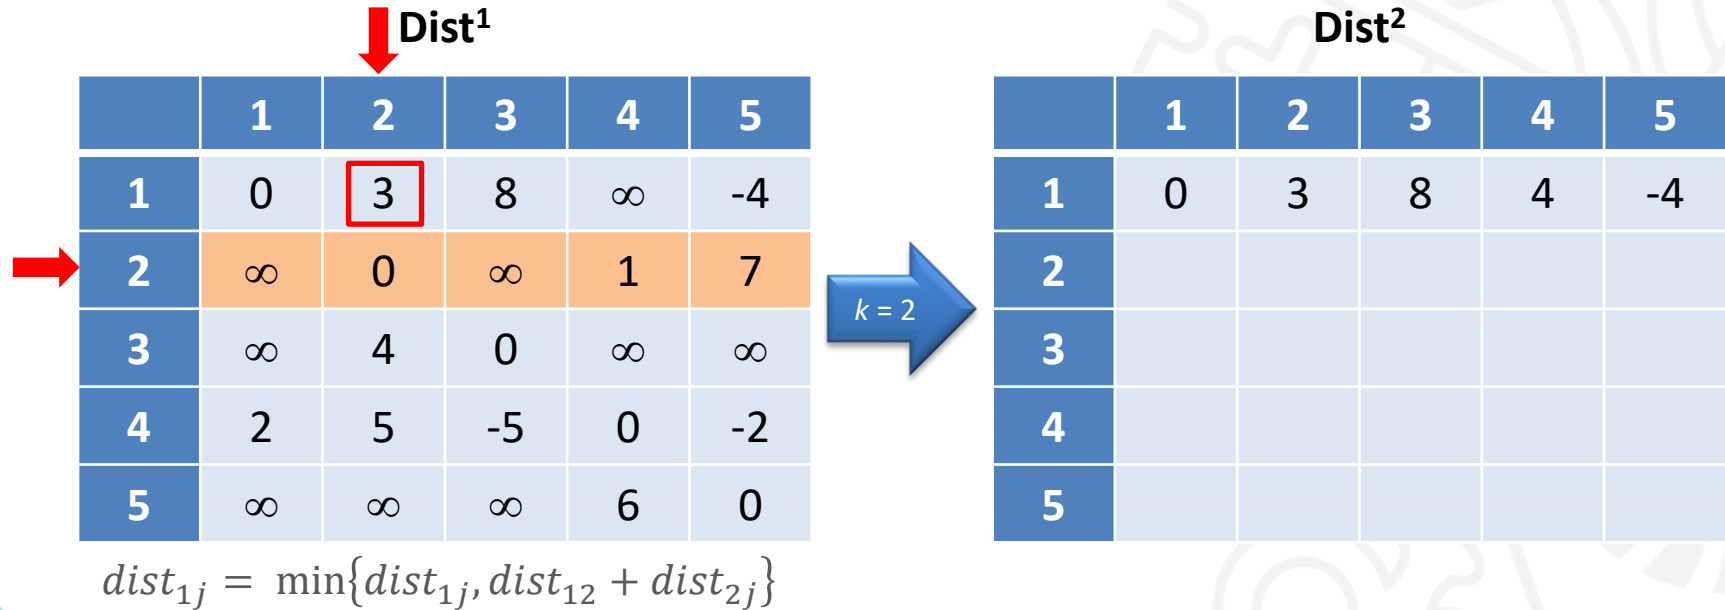 Dist¹
1 2 3 4 5
1 0 3 8 ∞ -4
2 ∞ 0 ∞ 1 7
3 ∞ 4 0 ∞ ∞
4 2 5 -5 0 -2
5 ∞ ∞ ∞ 6 0
dist₁ⱼ = min{dist₁ⱼ, dist₁₂ + dist₂ⱼ}
k = 2
Dist²
1 2 3 4 5
1 0 3 8 4 -4
2
3
4
5